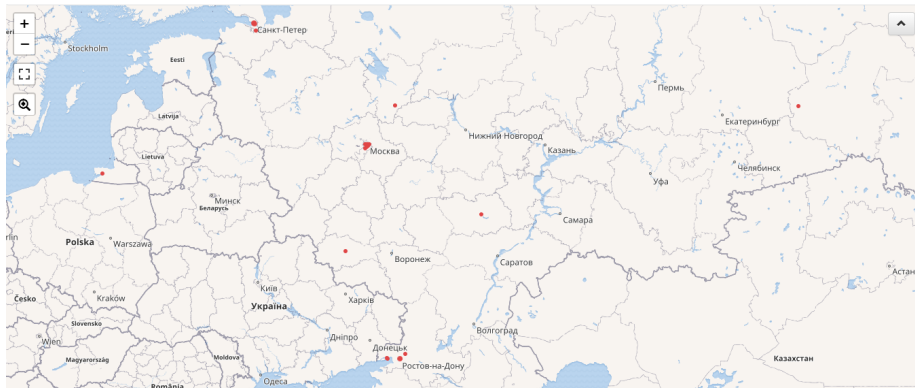 +
−
Stockholm
Санкт-Петер
Eesti
Latvija
Lietuva
Пермь
Екатеринбург
Нижний Новгород
Москва
Казань
Челябинск
Уфа
Минск
Беларусь
Самара
Polska
Warszawa
Воронеж
Саратов
Астан
Česko
Kraków
Київ
Україна
Харків
Slovensko
Wien
Дніпро
Волгоград
Донецьк
Magyarország
Moldova
Ростов-на-Дону
Казахстан
România
Одеса